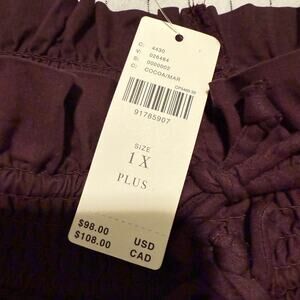 C: 4430
V: 026464
S: 0000002
C: COCOA/MAR
91785907
SIZE
1X
PLUS
$98.00 USD
$108.00 CAD